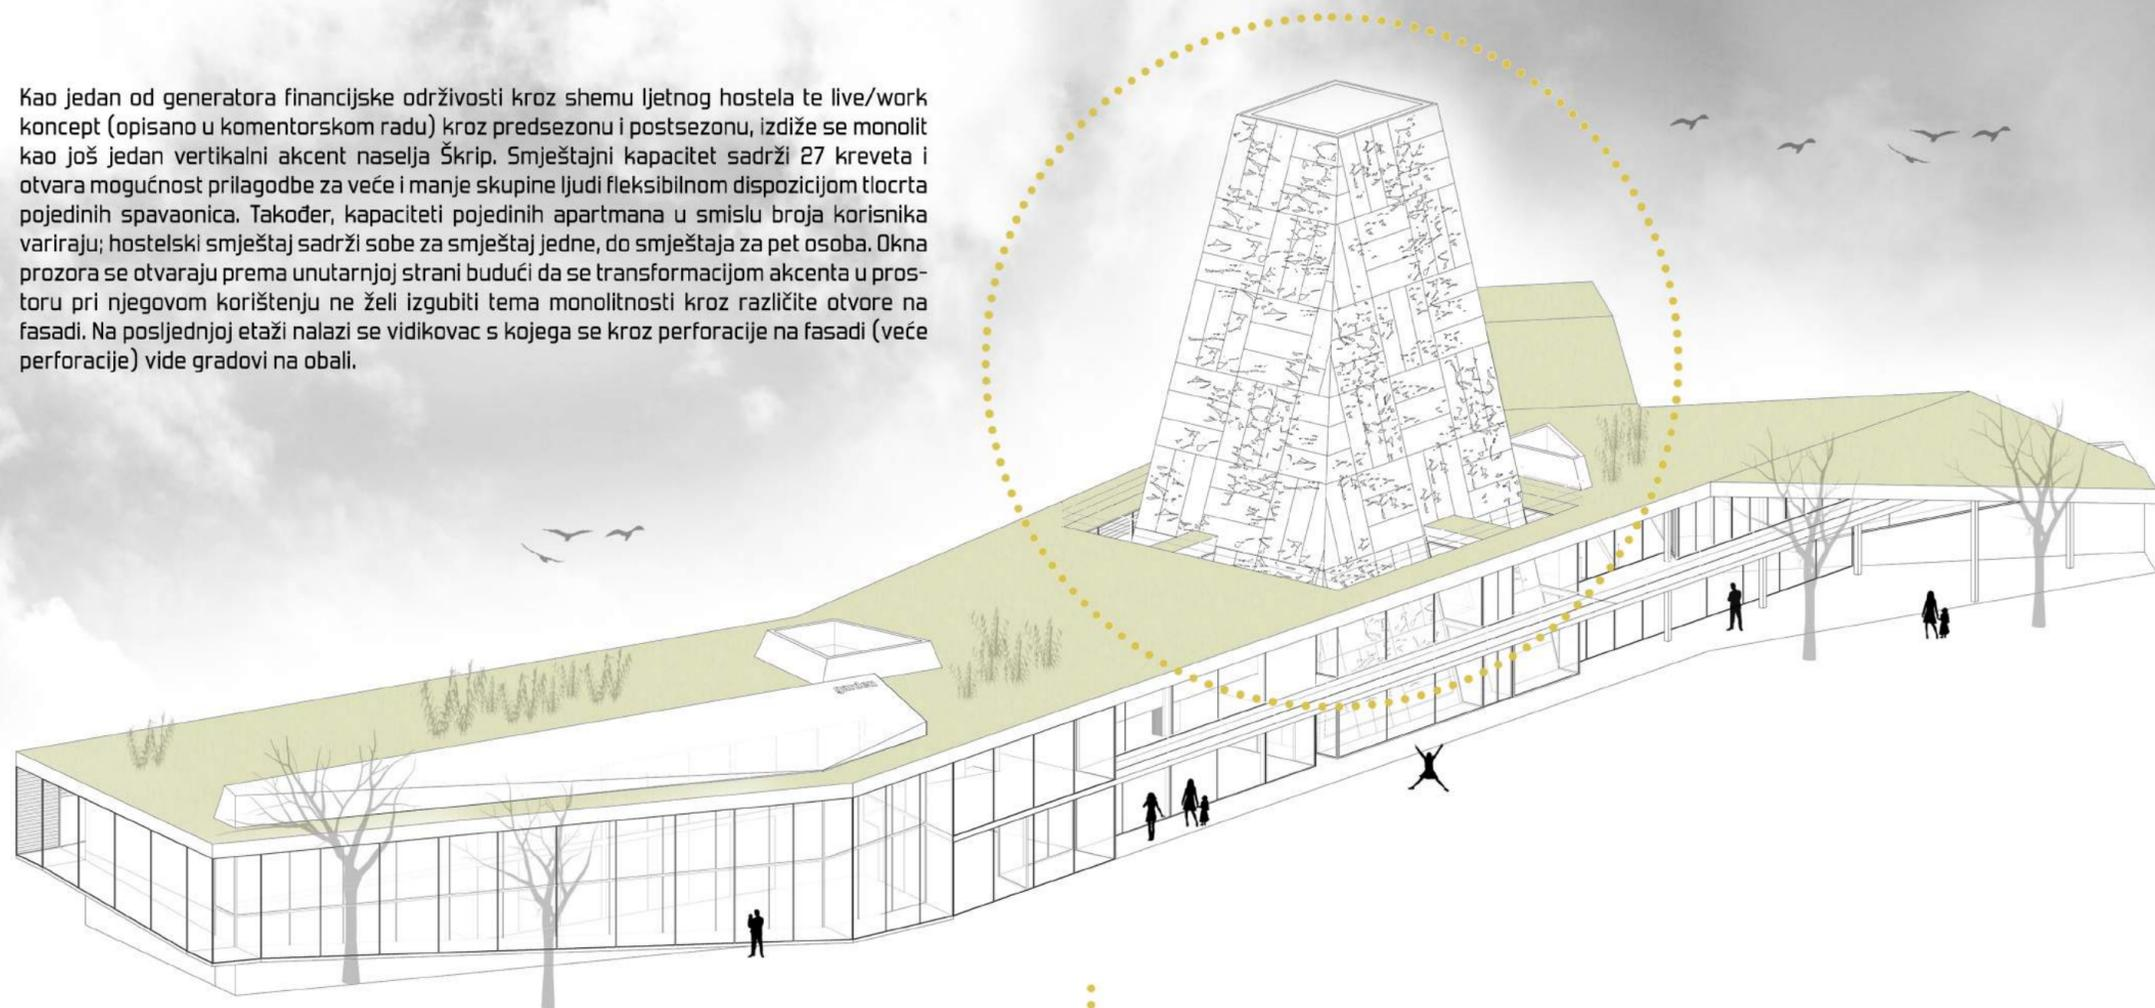 Kao jedan od generatora financijske održivosti kroz shemu ljetnog hostela te live/work
koncept (opisano u komentorskom radu) kroz predsezonu i postsezonu, izdiže se monolit
kao još jedan vertikalni akcent naselja Škrip. Smještajni kapacitet sadrži 27 kreveta i
otvara mogućnost prilagodbe za veće i manje skupine ljudi fleksibilnom dispozicijom tlocrta
pojedinih spavaonica. Također, kapaciteti pojedinih apartmana u smislu broja korisnika
variraju; hostelski smještaj sadrži sobe za smještaj jedne, do smještaja za pet osoba. Okna
prozora se otvaraju prema unutarnjoj strani budući da se transformacijom akcenta u pros-
toru pri njegovom korištenju ne želi izgubiti tema monolitnosti kroz različite otvore na
fasadi. Na posljednjoj etaži nalazi se vidikovac s kojega se kroz perforacije na fasadi (veće
perforacije) vide gradovi na obali.